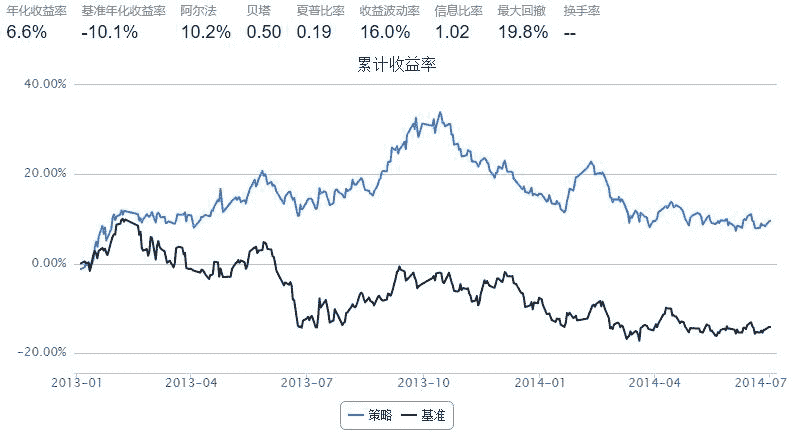 年化收益率 基准年化收益率 阿尔法 贝塔 夏普比率 收益波动率 信息比率 最大回撤 换手率
6.6% -10.1% 10.2% 0.50 0.19 16.0% 1.02 19.8% --
累计收益率
40.00%
20.00%
0.00%
-20.00%
2013-01 2013-04 2013-07 2013-10 2014-01 2014-04 2014-07
策略 基准